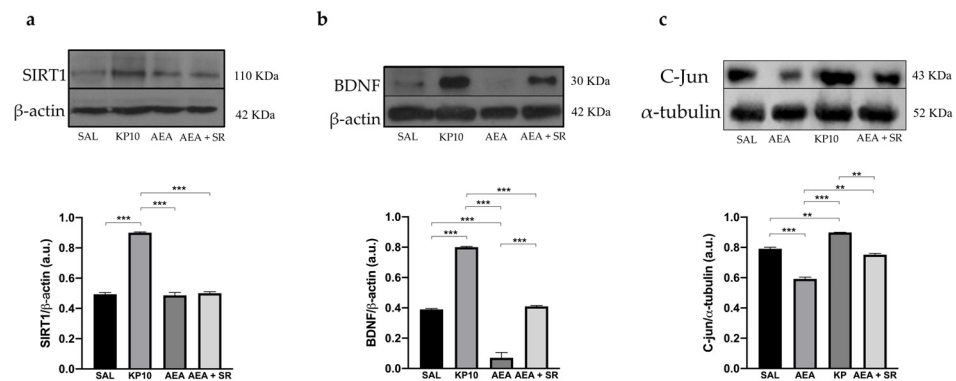 a
SIRT1
110 KDa
β-actin
42 KDa
SAL KP10 AEA AEA + SR
b
BDNF
30 KDa
β-actin
42 KDa
SAL KP10 AEA AEA + SR
c
C-Jun
43 KDa
α-tubulin
52 KDa
SAL AEA KP10 AEA + SR
SIRT1/β-actin (a.u.)
1.0
0.8
0.6
0.4
0.2
0.0
***
***
***
SAL KP10 AEA AEA + SR
BDNF/β-actin (a.u.)
1.0
0.8
0.6
0.4
0.2
0.0
***
***
***
***
***
SAL KP10 AEA AEA + SR
C-jun/α-tubulin (a.u.)
1.0
0.8
0.6
0.4
0.2
0.0
**
**
***
**
***
SAL AEA KP AEA + SR